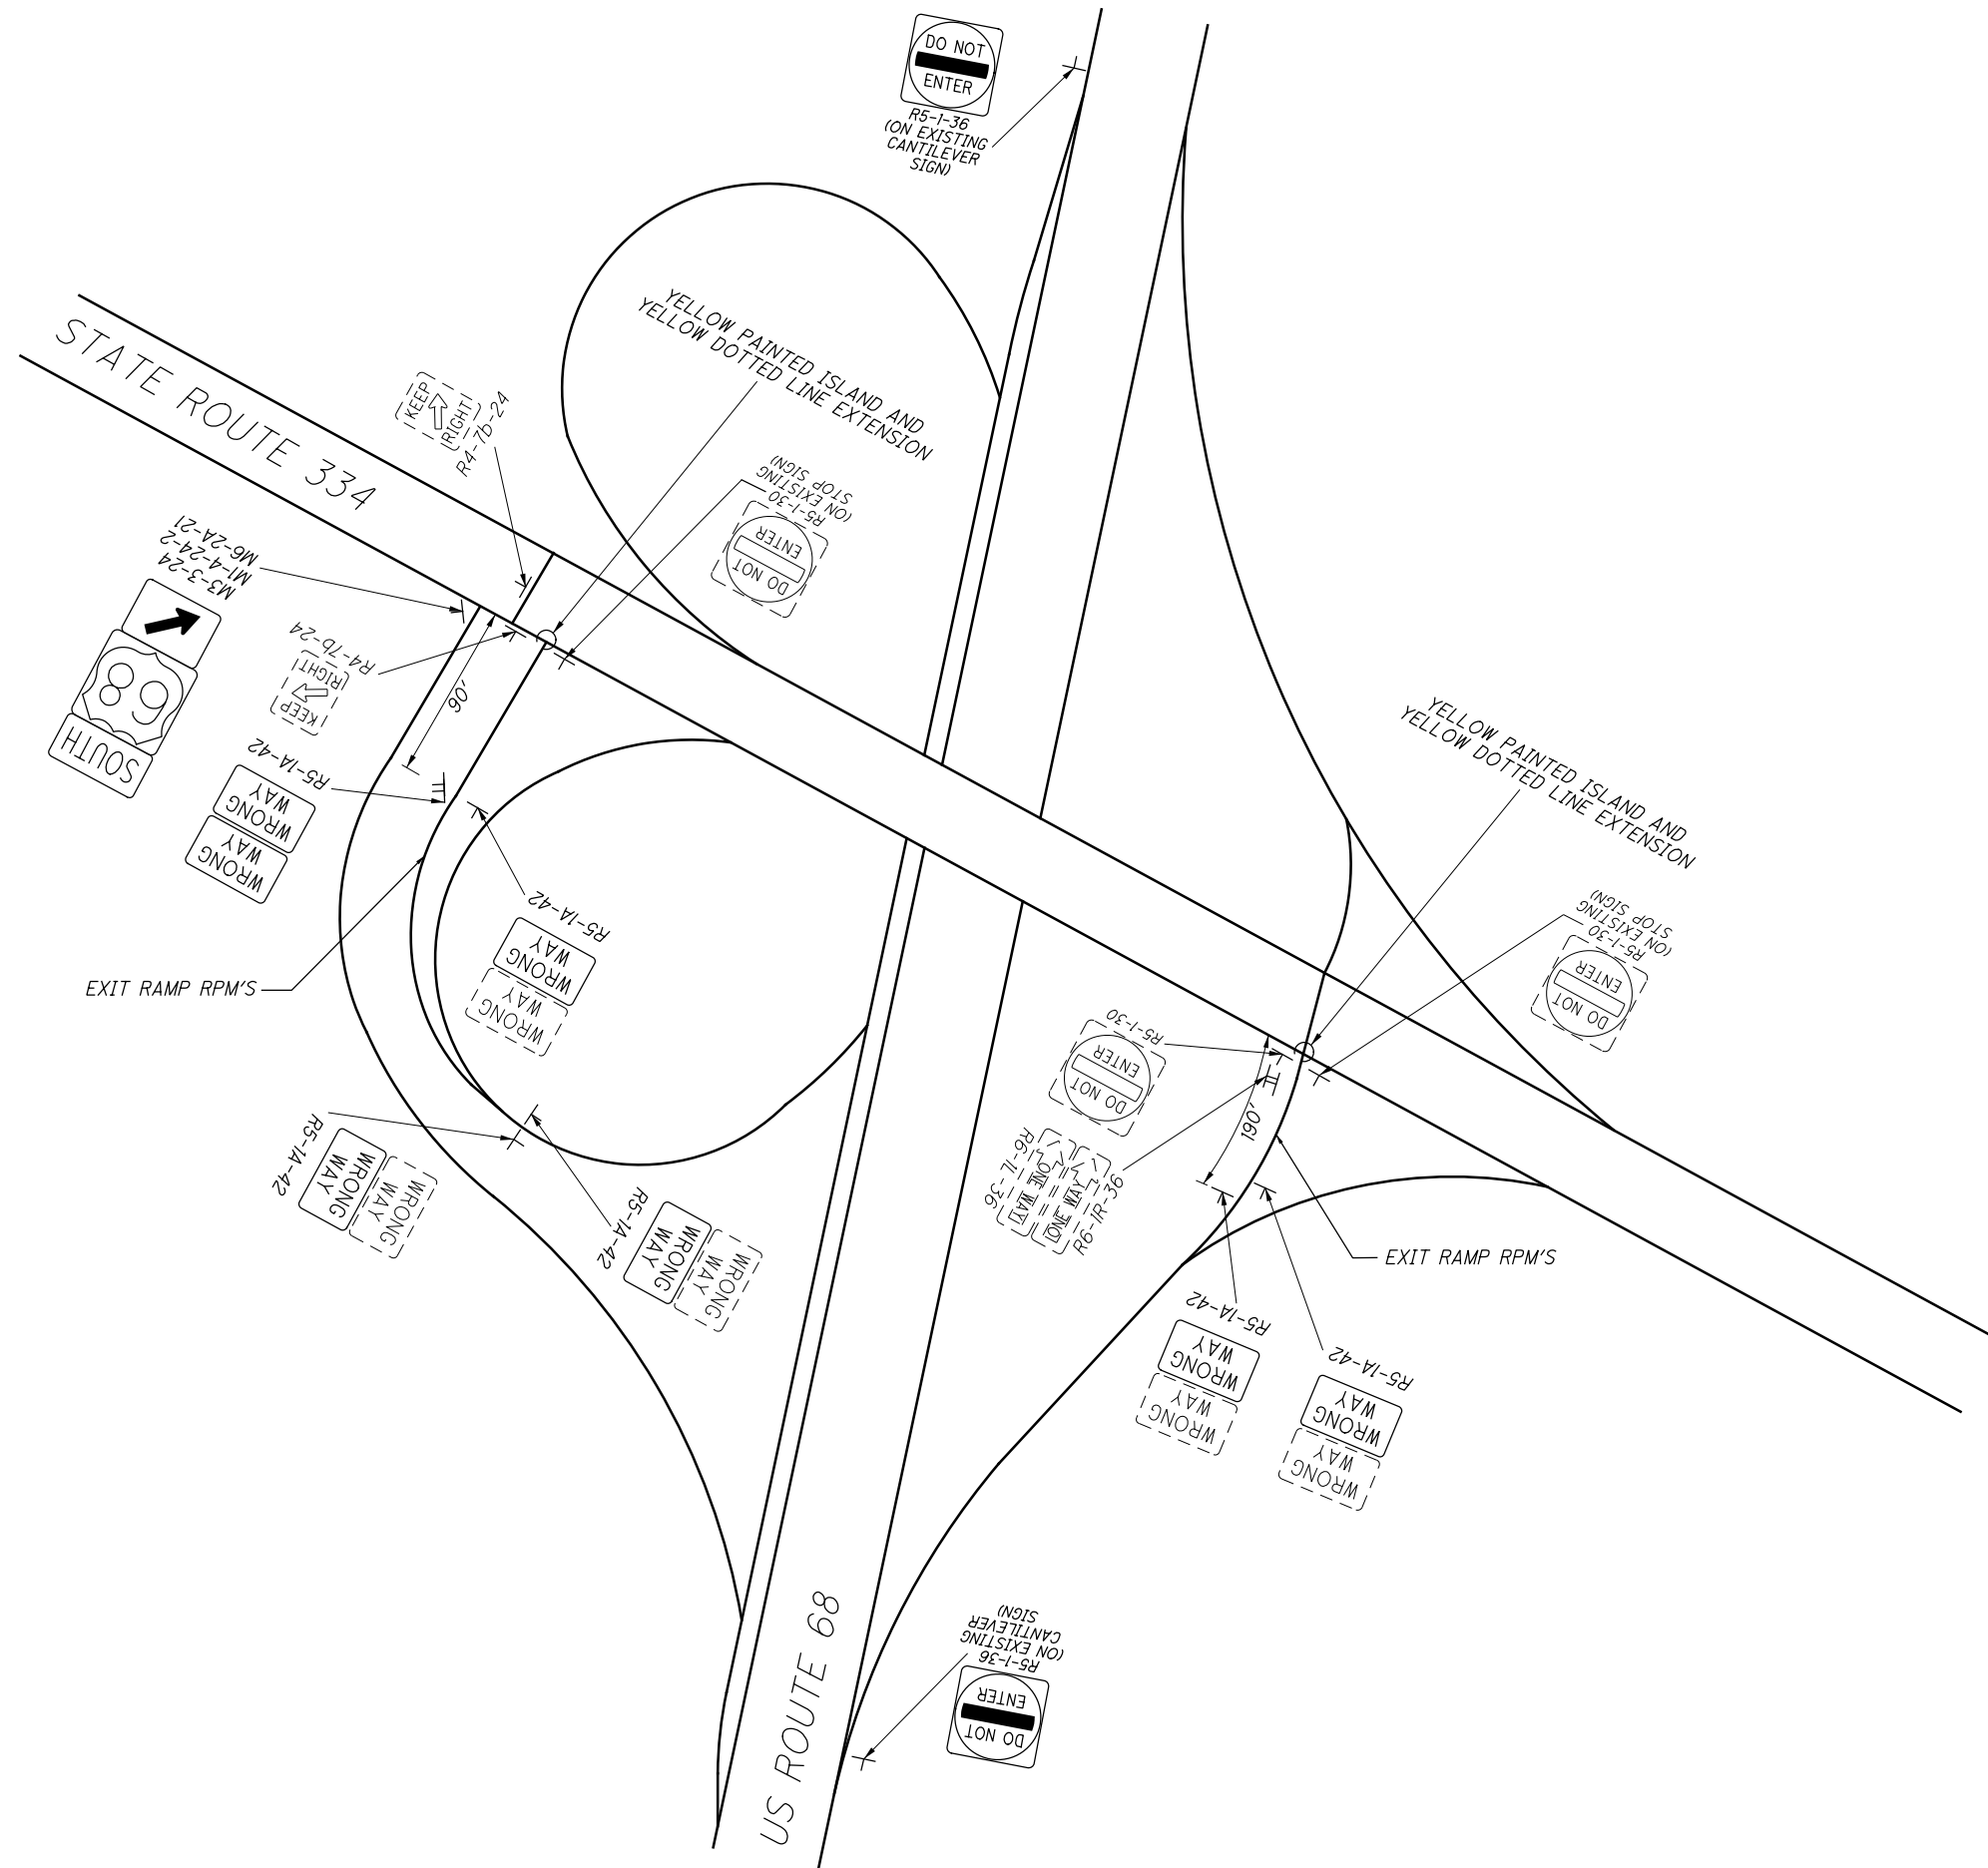 DO NOT
ENTER
R5-1-36
(ON EXISTING
CANTILEVER
SIGN)
STATE ROUTE 334
KEEP
RIGHT
R4-7b-24
YELLOW PAINTED ISLAND AND
YELLOW DOTTED LINE EXTENSION
DO NOT
ENTER
R5-1-30
(ON EXISTING
STOP SIGN)
SOUTH
68
M3-3-24
M1-4-24-2
M6-2A-21
KEEP
RIGHT
R4-7b-24
90'
WRONG
WAY
WRONG
WAY
R5-1A-42
EXIT RAMP RPM'S
WRONG
WAY
WRONG
WAY
R5-1A-42
R5-1A-42
WRONG
WAY
WRONG
WAY
R5-1A-42
WRONG
WAY
WRONG
WAY
YELLOW PAINTED ISLAND AND
YELLOW DOTTED LINE EXTENSION
DO NOT
ENTER
R5-1-30
(ON EXISTING
STOP SIGN)
DO NOT
ENTER
R5-1-30
R6-1L-36
ONE WAY
ONE WAY
R6-1R-36
190'
EXIT RAMP RPM'S
WRONG
WAY
WRONG
WAY
R5-1A-42
WRONG
WAY
WRONG
WAY
R5-1A-42
US ROUTE 68
DO NOT
ENTER
R5-1-36
(ON EXISTING
CANTILEVER
SIGN)